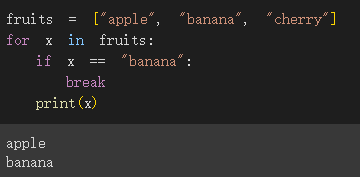 fruits = ["apple", "banana", "cherry"]
for x in fruits:
    if x == "banana":
        break
    print(x)
apple
banana